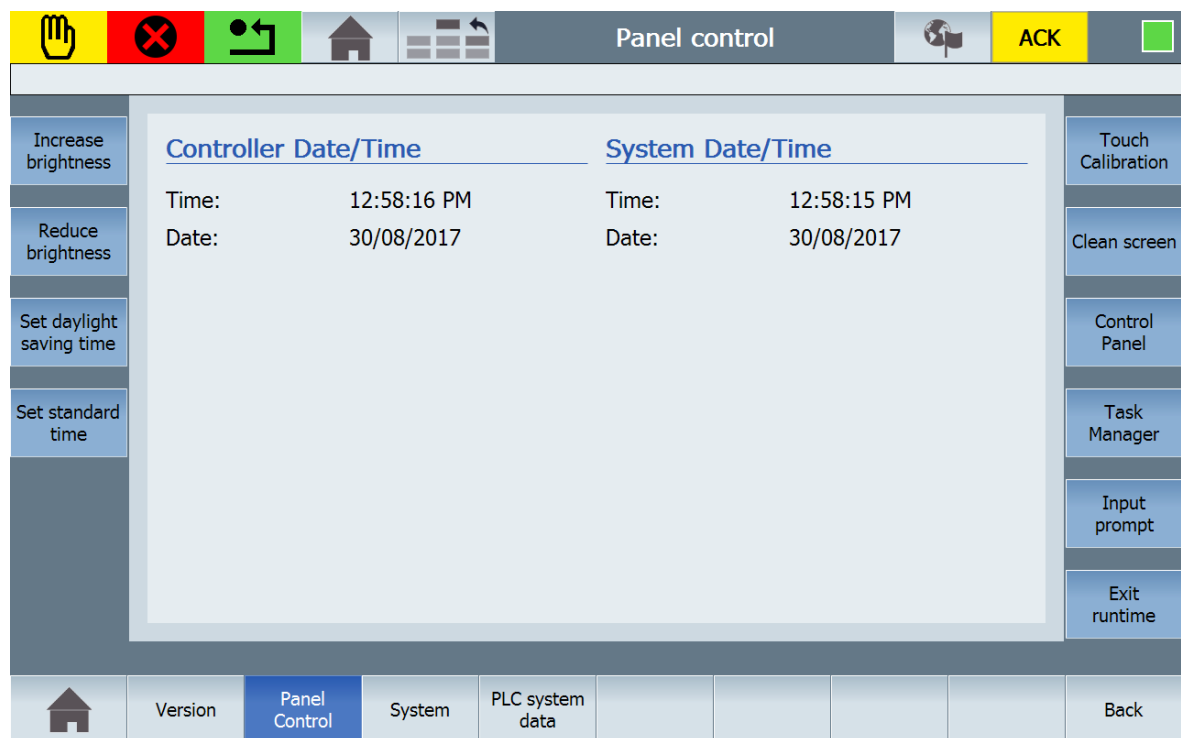 Panel control
ACK
Increase
brightness
Reduce
brightness
Set daylight
saving time
Set standard
time
Controller Date/Time
Time: 12:58:16 PM
Date: 30/08/2017
System Date/Time
Time: 12:58:15 PM
Date: 30/08/2017
Touch
Calibration
Clean screen
Control
Panel
Task
Manager
Input
prompt
Exit
runtime
Version
Panel
Control
System
PLC system
data
Back